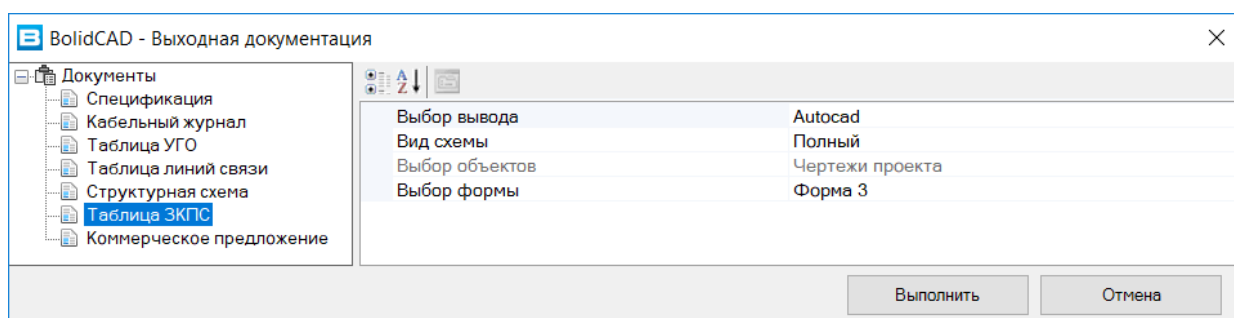 BolidCAD - Выходная документация
Документы
Спецификация
Кабельный журнал
Таблица УГО
Таблица линий связи
Структурная схема
Таблица ЗКПС
Коммерческое предложение
Выбор вывода Autocad
Вид схемы Полный
Выбор объектов Чертежи проекта
Выбор формы Форма 3
Выполнить Отмена